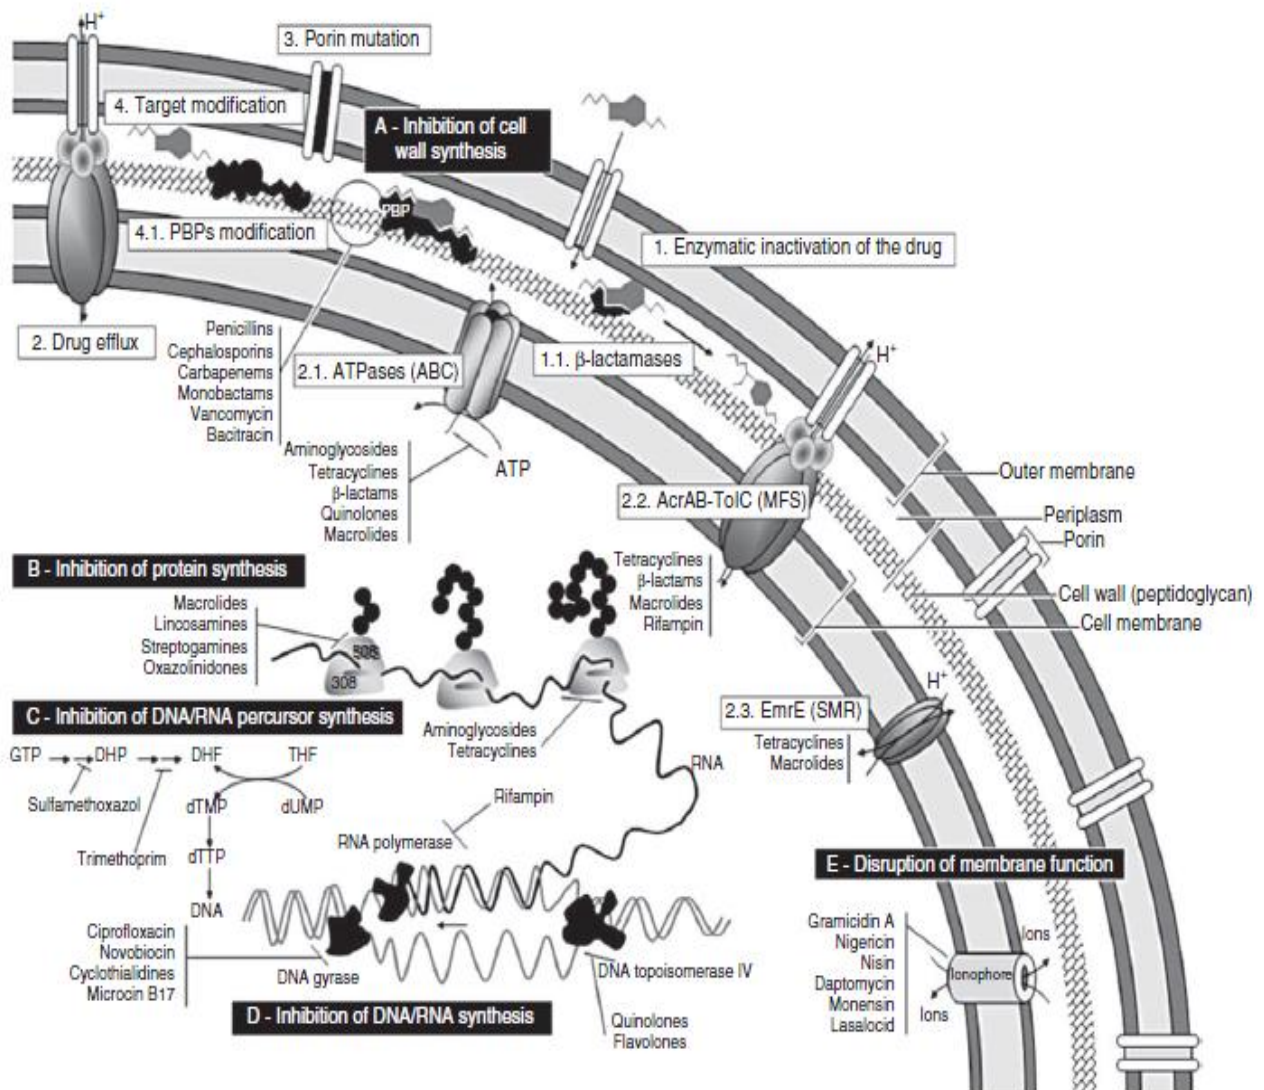 H+
3. Porin mutation
4. Target modification
A - Inhibition of cell
wall synthesis
PBP
4.1. PBPs modification
1. Enzymatic inactivation of the drug
2. Drug efflux
Penicillins
Cephalosporins
Carbapenems
Monobactams
Vancomycin
Bacitracin
2.1. ATPases (ABC)
1.1. β-lactamases
H+
Aminoglycosides
Tetracyclines
β-lactams
Quinolones
Macrolides
ATP
2.2. AcrAB-TolC (MFS)
Outer membrane
Periplasm
Porin
Cell wall (peptidoglycan)
Cell membrane
Tetracyclines
β-lactams
Macrolides
Rifampin
B - Inhibition of protein synthesis
Macrolides
Lincosamines
Streptogamines
Oxazolinidones
50S
30S
Aminoglycosides
Tetracyclines
RNA
2.3. EmrE (SMR)
H+
Tetracyclines
Macrolides
C - Inhibition of DNA/RNA percursor synthesis
GTP
DHP
DHF
THF
Sulfamethoxazol
dTMP
dUMP
Trimethoprim
dTTP
DNA
Rifampin
RNA polymerase
Ciprofloxacin
Novobiocin
Cyclothialidines
Microcin B17
DNA gyrase
DNA topoisomerase IV
D - Inhibition of DNA/RNA synthesis
Quinolones
Flavolones
E - Disruption of membrane function
Gramicidin A
Nigericin
Nisin
Daptomycin
Monensin
Lasalocid
Ions
Ionophore
Ions